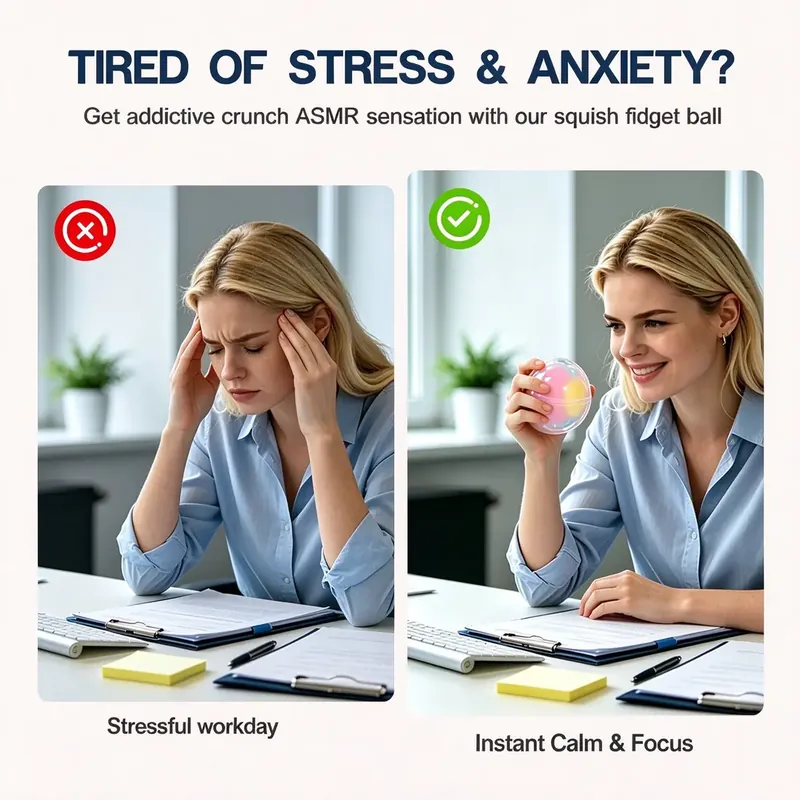 TIRED OF STRESS & ANXIETY?
Get addictive crunch ASMR sensation with our squish fidget ball
Stressful workday
Instant Calm & Focus